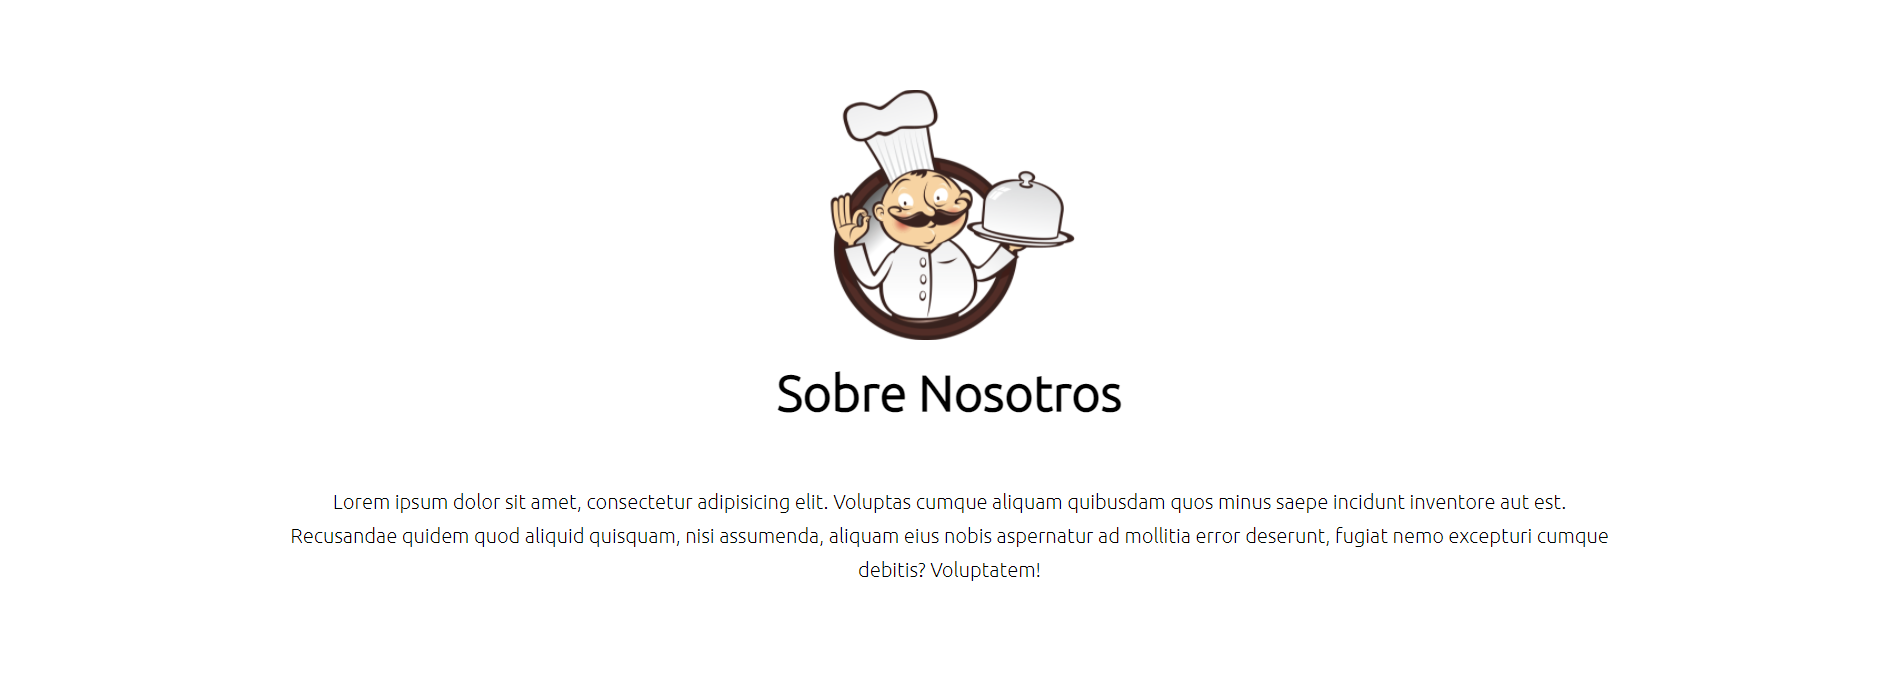 Sobre Nosotros
Lorem ipsum dolor sit amet, consectetur adipisicing elit. Voluptas cumque aliquam quibusdam quos minus saepe incidunt inventore aut est.
Recusandae quidem quod aliquid quisquam, nisi assumenda, aliquam eius nobis aspernatur ad mollitia error deserunt, fugiat nemo excepturi cumque
debitis? Voluptatem!